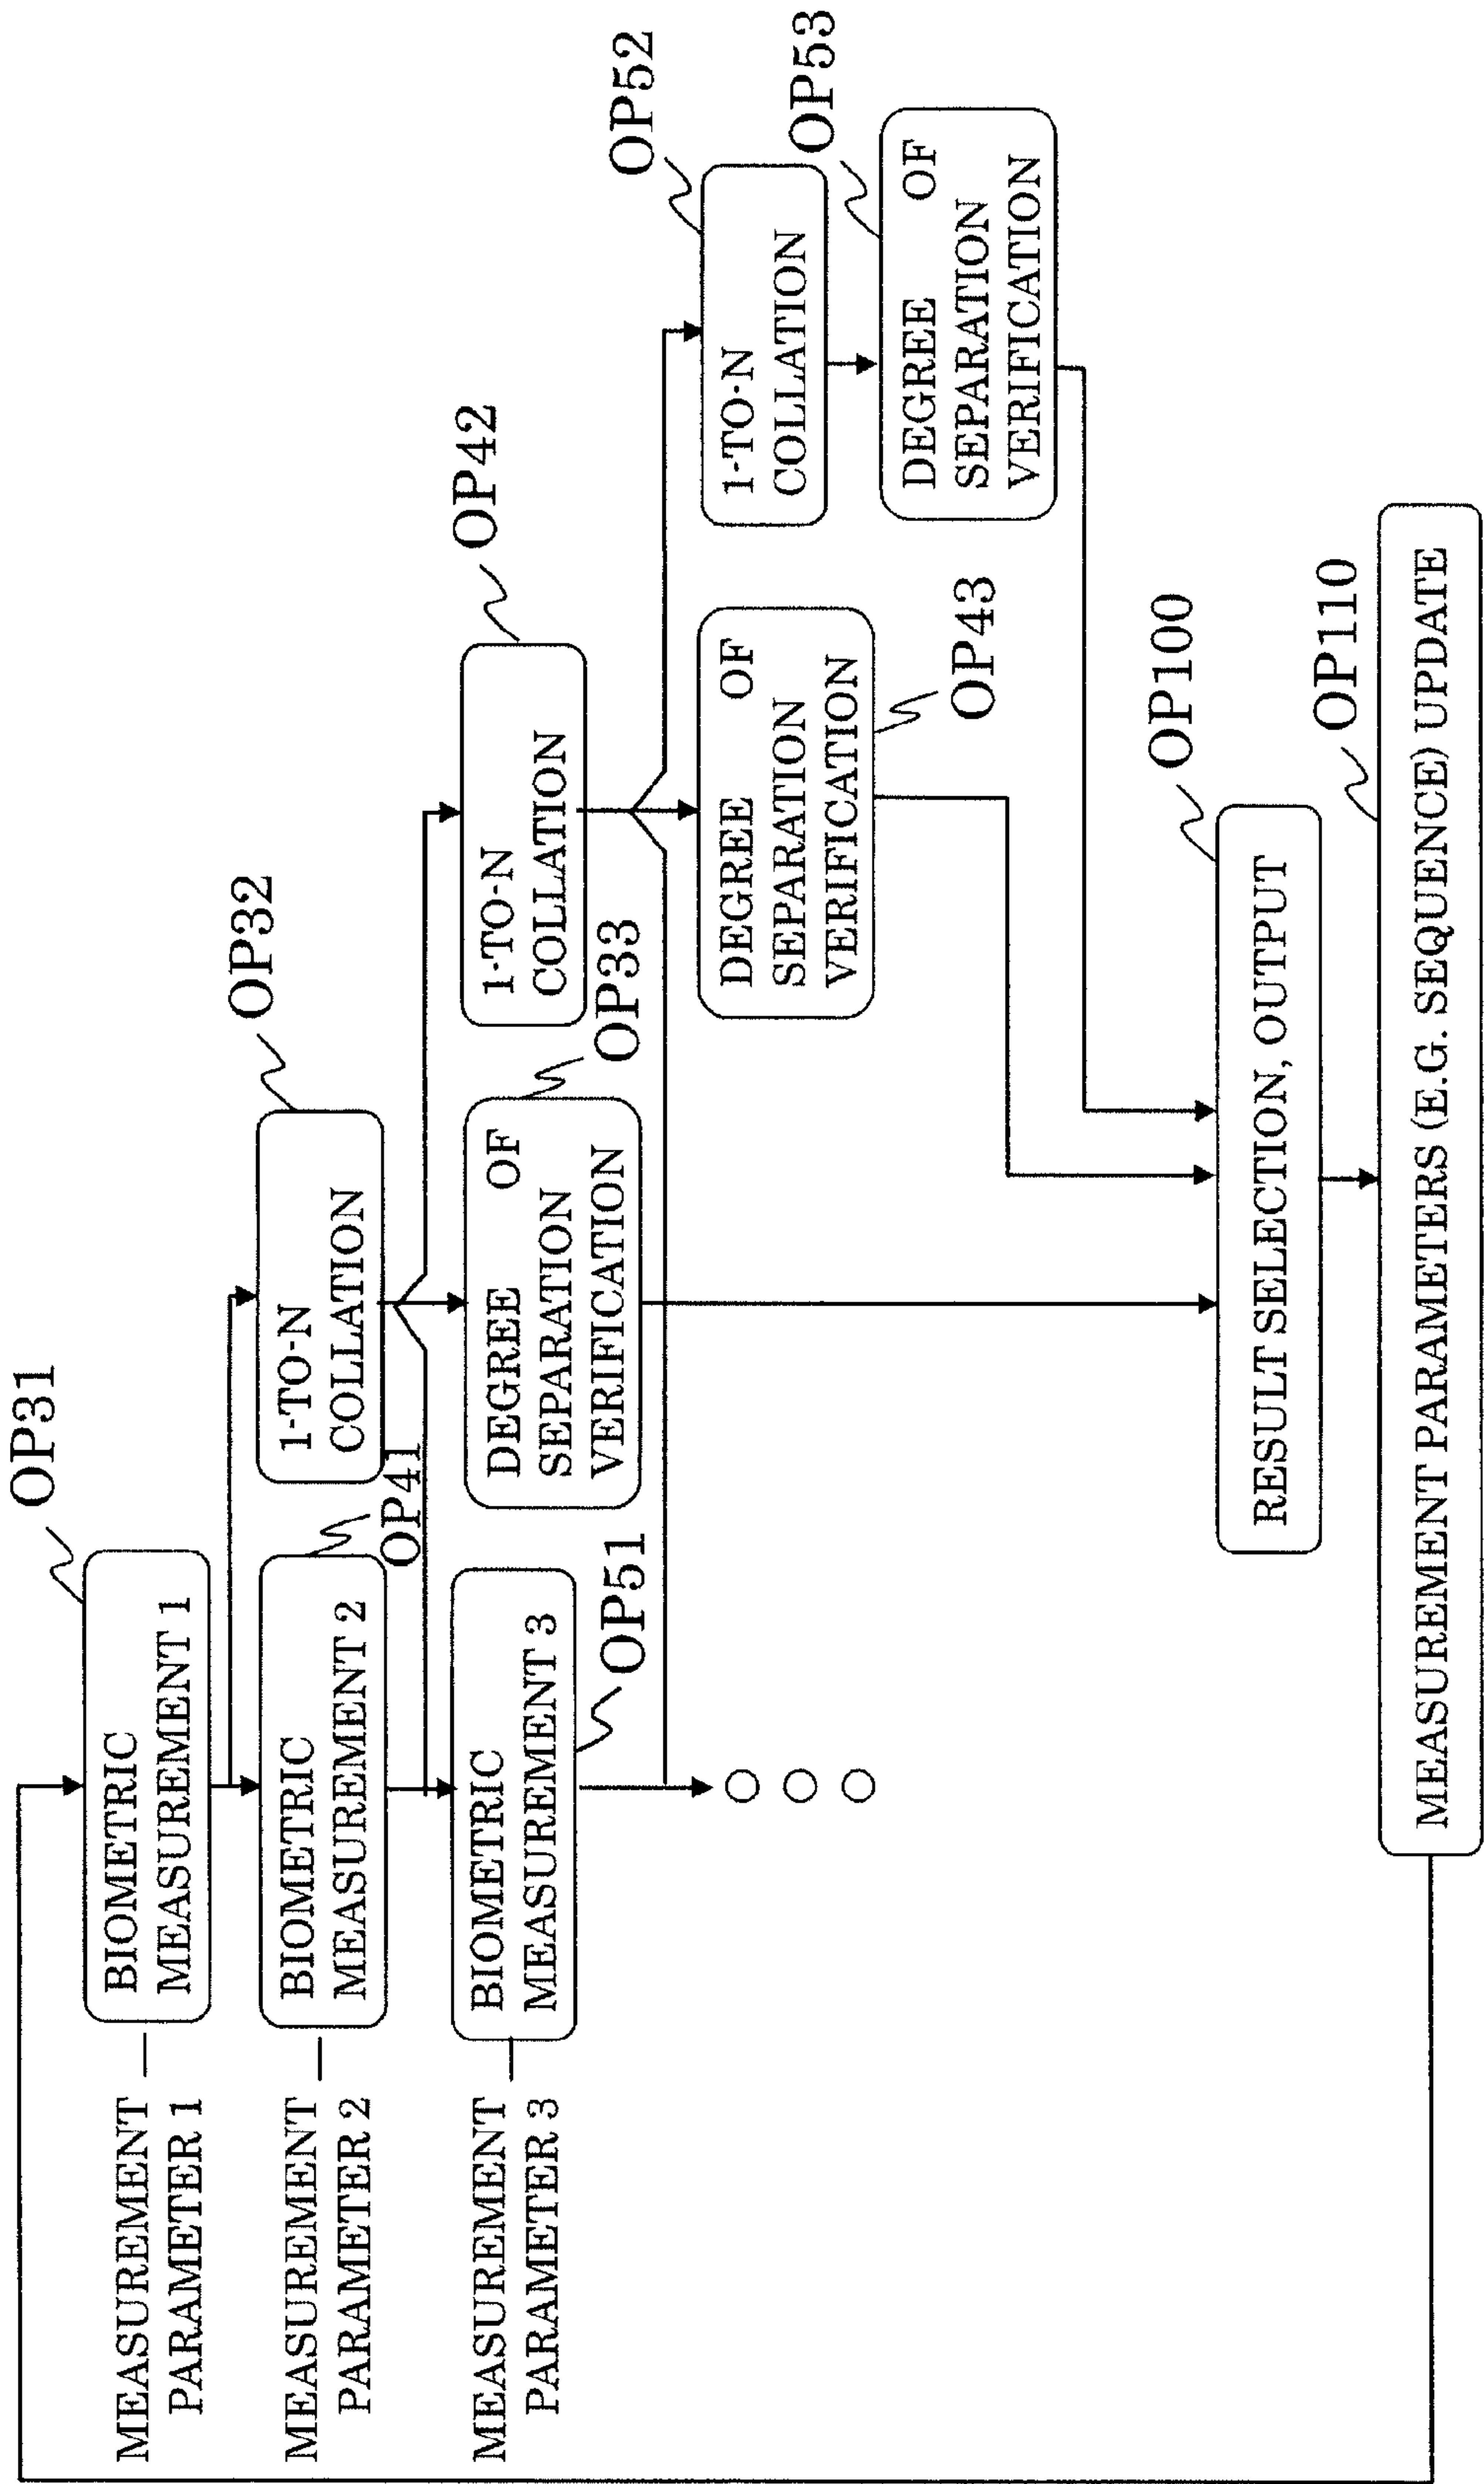 OP31
MEASUREMENT
PARAMETER 1
BIOMETRIC
MEASUREMENT 1
OP32
MEASUREMENT
PARAMETER 2
BIOMETRIC
MEASUREMENT 2
OP41
1-TO-N
COLLATION
OP42
MEASUREMENT
PARAMETER 3
BIOMETRIC
MEASUREMENT 3
OP51
DEGREE OF
SEPARATION
VERIFICATION
OP33
1-TO-N
COLLATION
OP52
DEGREE OF
SEPARATION
VERIFICATION
OP43
1-TO-N
COLLATION
OP53
DEGREE OF
SEPARATION
VERIFICATION
OP100
RESULT SELECTION, OUTPUT
OP110
MEASUREMENT PARAMETERS (E.G. SEQUENCE) UPDATE